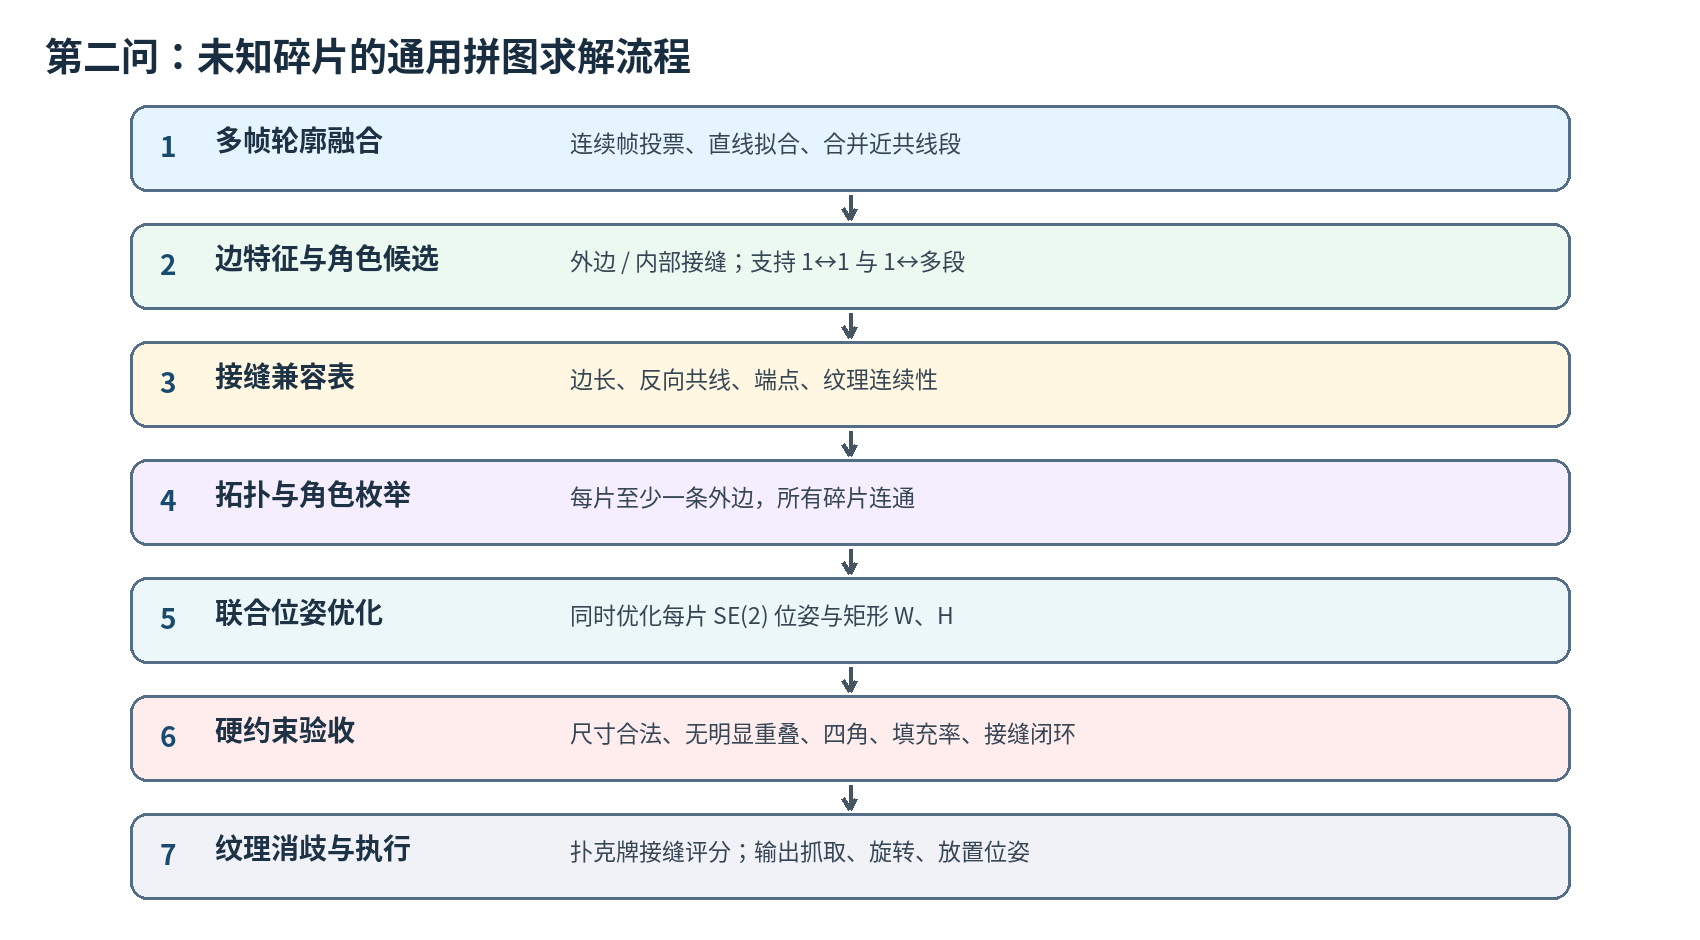 第二问：未知碎片的通用拼图求解流程
1 多帧轮廓融合 连续帧投票、直线拟合、合并近共线段
2 边特征与角色候选 外边 / 内部接缝；支持 1↔1 与 1↔多段
3 接缝兼容表 边长、反向共线、端点、纹理连续性
4 拓扑与角色枚举 每片至少一条外边，所有碎片连通
5 联合位姿优化 同时优化每片 SE(2) 位姿与矩形 W、H
6 硬约束验收 尺寸合法、无明显重叠、四角、填充率、接缝闭环
7 纹理消歧与执行 扑克牌接缝评分；输出抓取、旋转、放置位姿